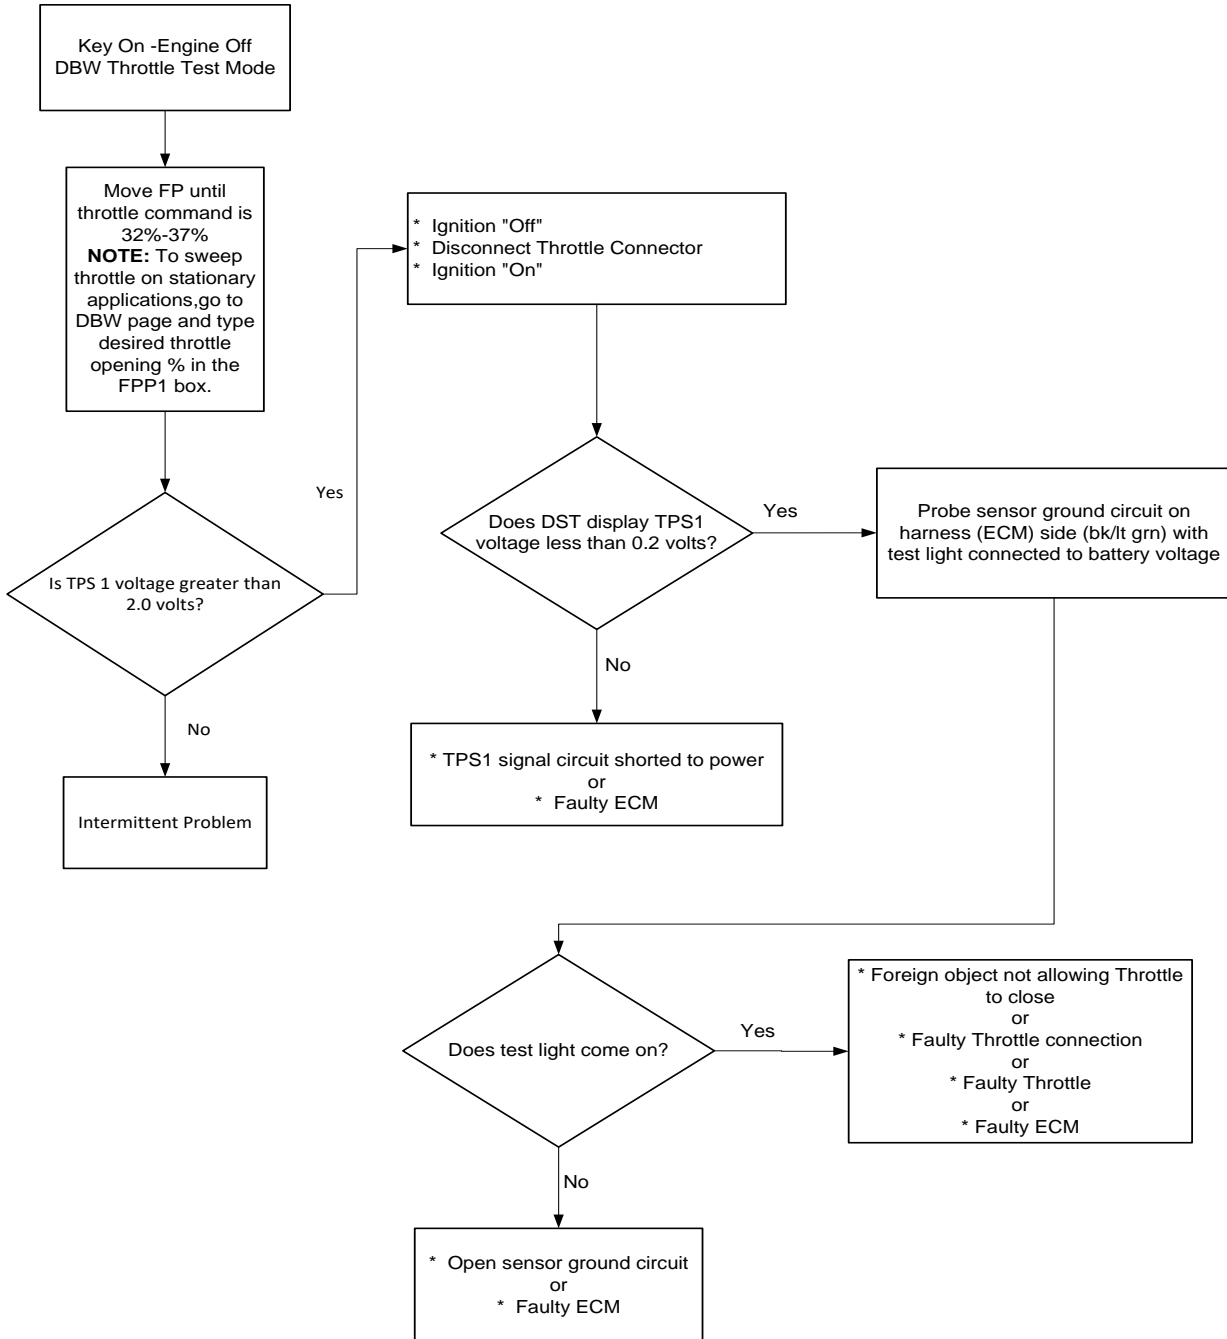 Key On -Engine Off
DBW Throttle Test Mode
Move FP until
throttle command is
32%-37%
NOTE: To sweep
throttle on stationary
applications,go to
DBW page and type
desired throttle
opening % in the
FPP1 box.
Is TPS 1 voltage greater than
2.0 volts?
Yes
No
Intermittent Problem
* Ignition "Off"
* Disconnect Throttle Connector
* Ignition "On"
Does DST display TPS1
voltage less than 0.2 volts?
Yes
No
* TPS1 signal circuit shorted to power
or
* Faulty ECM
Probe sensor ground circuit on
harness (ECM) side (bk/lt grn) with
test light connected to battery voltage
Does test light come on?
Yes
No
* Foreign object not allowing Throttle
to close
or
* Faulty Throttle connection
or
* Faulty Throttle
or
* Faulty ECM
* Open sensor ground circuit
or
* Faulty ECM